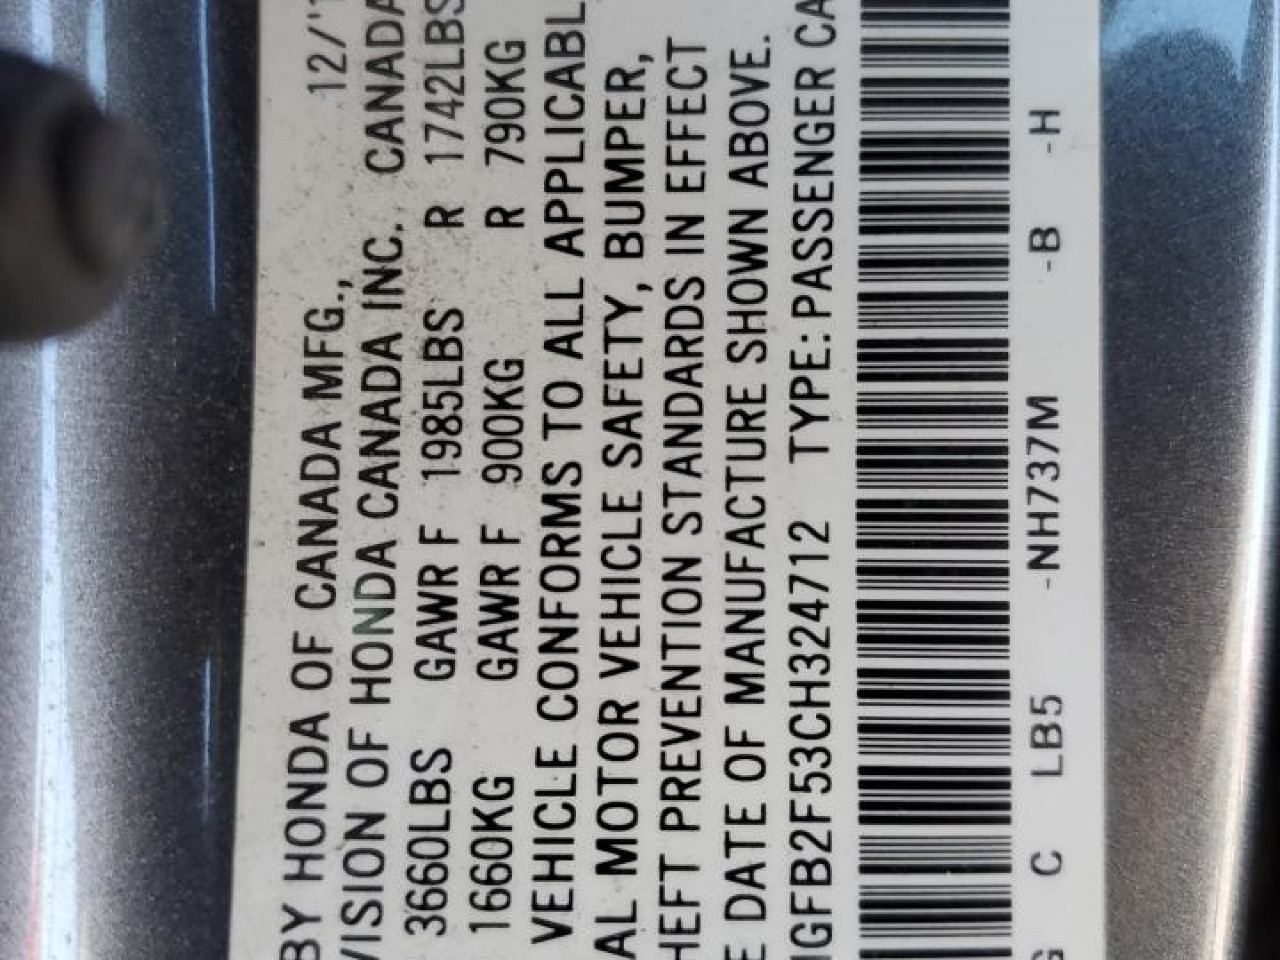 BY HONDA OF CANADA MFG., 12/'1
VISION OF HONDA CANADA INC. CANADA
3660LBS GAWR F 1985LBS R 1742LBS
1660KG GAWR F 900KG R 790KG
VEHICLE CONFORMS TO ALL APPLICABL
AL MOTOR VEHICLE SAFETY, BUMPER,
HEFT PREVENTION STANDARDS IN EFFECT
E DATE OF MANUFACTURE SHOWN ABOVE.
HGFB2F53CH324712 TYPE: PASSENGER CA
G C LB5 -NH737M -B -H